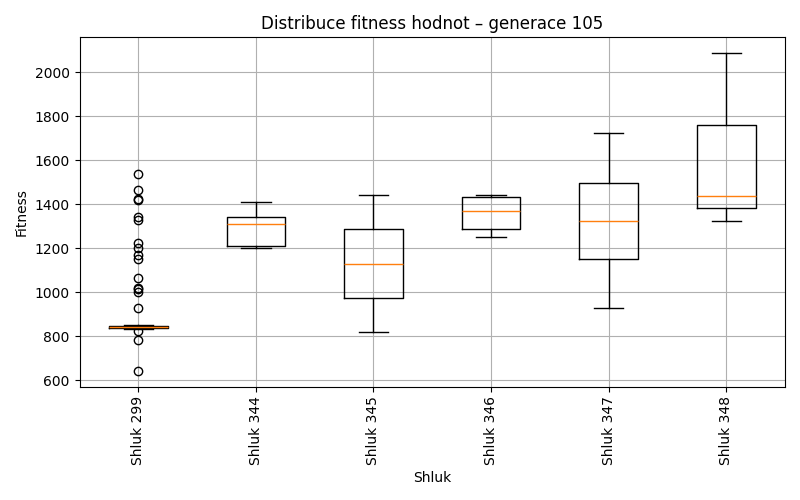 Distribuce fitness hodnot – generace 105
Fitness
2000
1800
1600
1400
1200
1000
800
600
Shluk 299
Shluk 344
Shluk 345
Shluk 346
Shluk 347
Shluk 348
Shluk